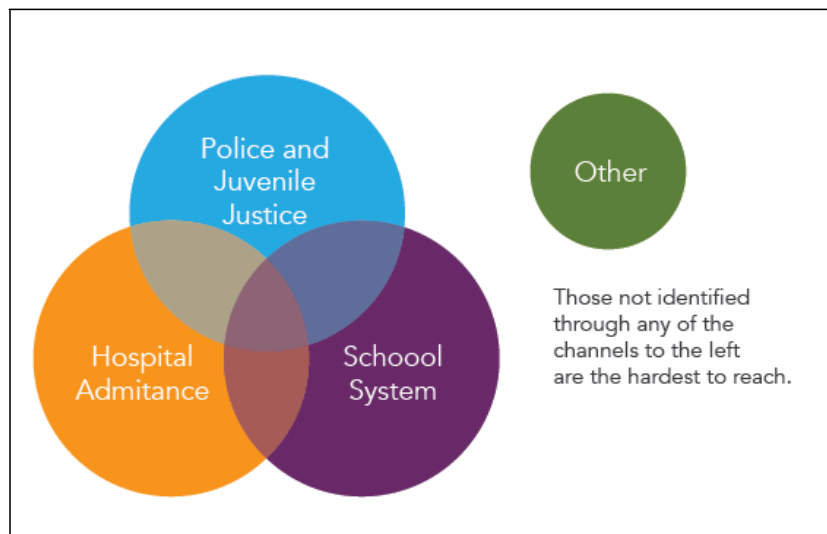 Police and
Juvenile
Justice
Other
Hospital
Admitance
Schoool
System
Those not identified
through any of the
channels to the left
are the hardest to reach.